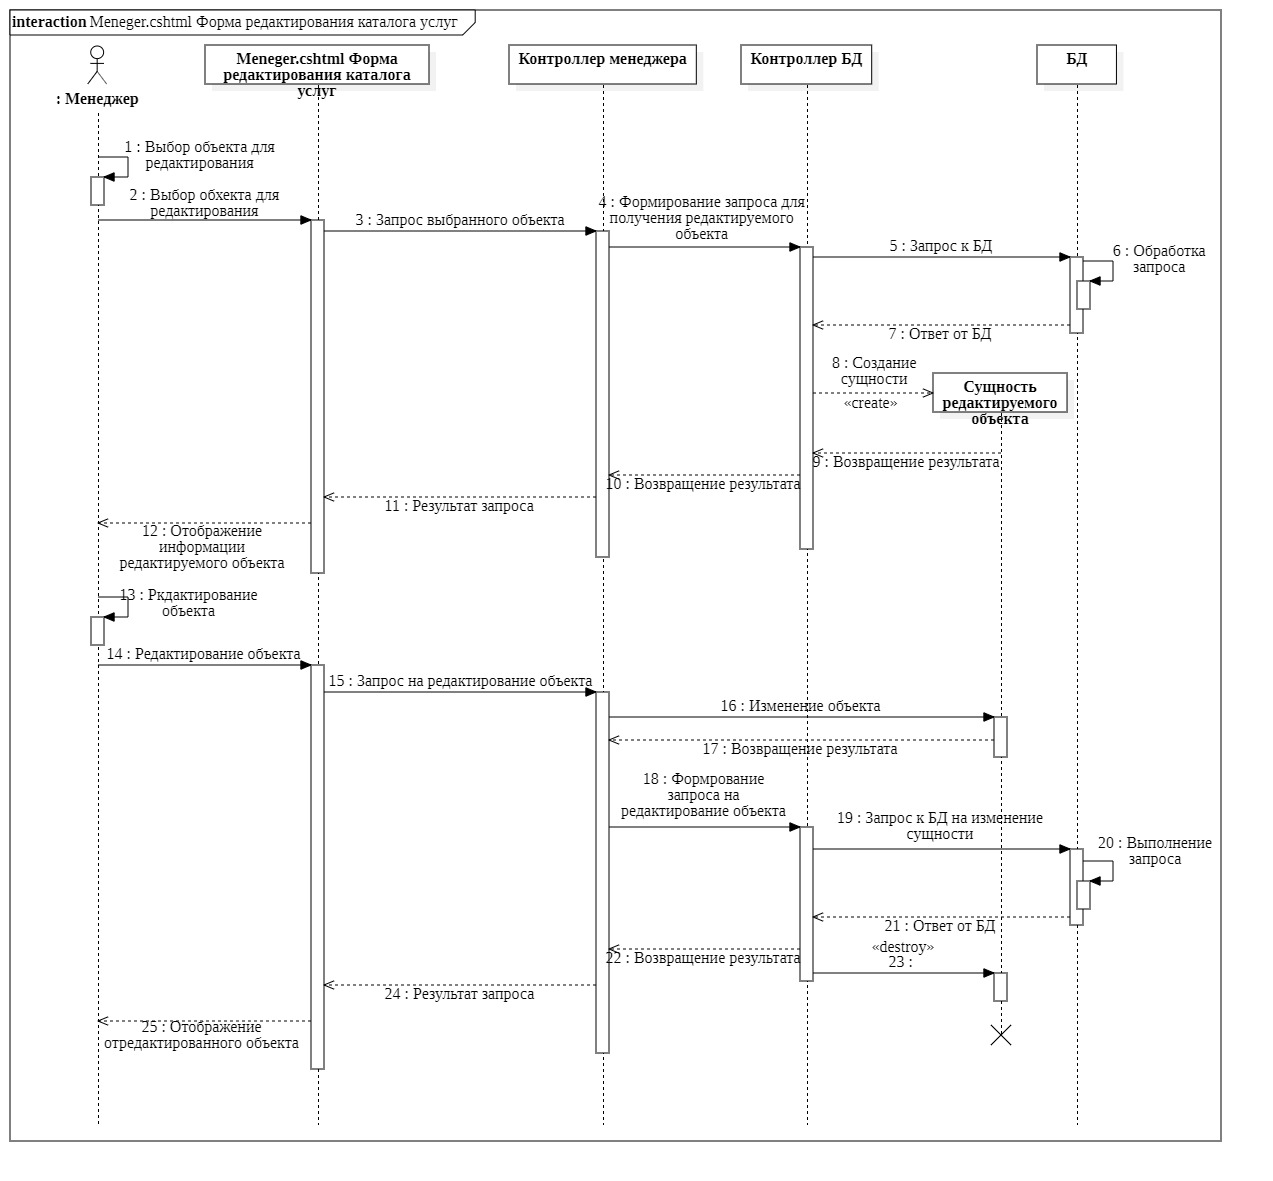 interaction Meneger.cshtml Форма редактирования каталога услуг
: Менеджер
Meneger.cshtml Форма
редактирования каталога
услуг
Контроллер менеджера
Контроллер БД
БД
1 : Выбор объекта для
редактирования
2 : Выбор обхекта для
редактирования
3 : Запрос выбранного объекта
4 : Формирование запроса для
получения редактируемого
объекта
5 : Запрос к БД
6 : Обработка
запроса
7 : Ответ от БД
8 : Создание
сущности
«create»
Сущность
редактируемого
объекта
9 : Возвращение результата
10 : Возвращение результата
11 : Результат запроса
12 : Отображение
информации
редактируемого объекта
13 : Ркдактирование
объекта
14 : Редактирование объекта
15 : Запрос на редактирование объекта
16 : Изменение объекта
17 : Возвращение результата
18 : Формрование
запроса на
редактирование объекта
19 : Запрос к БД на изменение
сущности
20 : Выполнение
запроса
21 : Ответ от БД
22 : Возвращение результата
«destroy»
23 :
24 : Результат запроса
25 : Отображение
отредактированного объекта